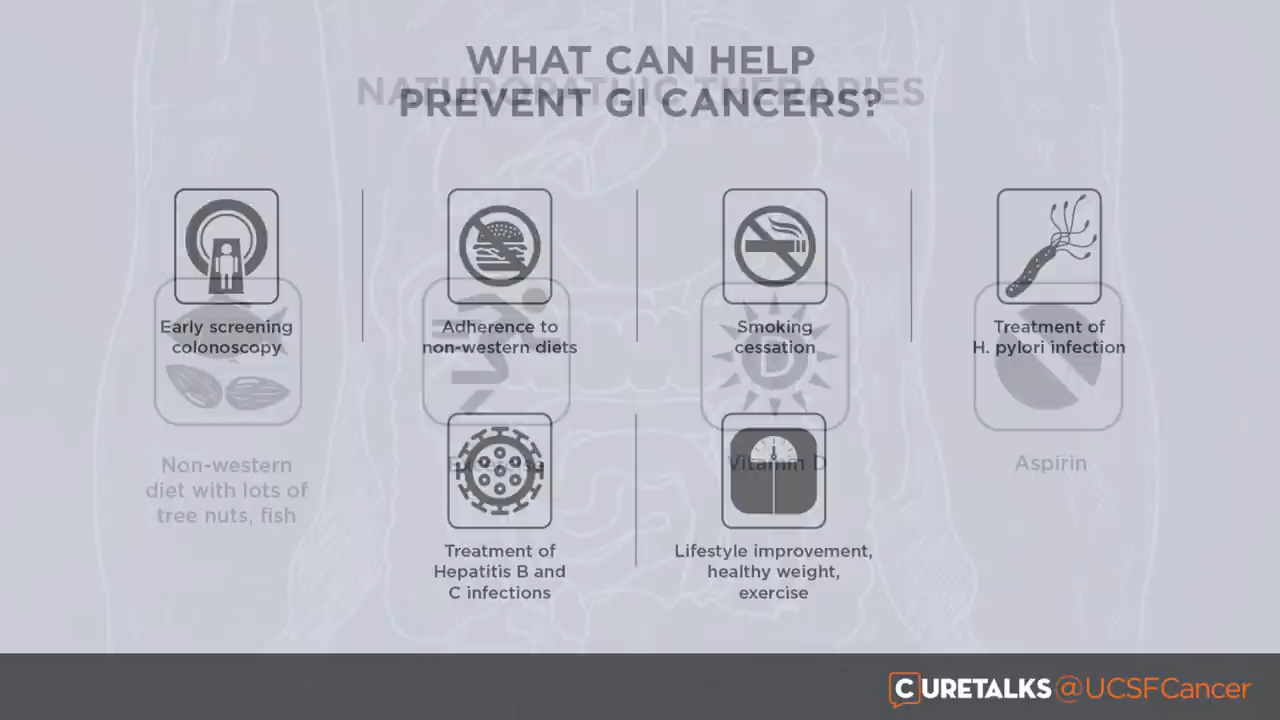 WHAT CAN HELP
NATUROPATHIC THERAPIES
PREVENT GI CANCERS?
Early screening
colonoscopy
Adherence to
non-western diets
Smoking
cessation
Treatment of
H. pylori infection
D
Non-western
diet with lots of
tree nuts, fish
Exercise
Vitamin D
Aspirin
Treatment of
Hepatitis B and
C infections
Lifestyle improvement,
healthy weight,
exercise
CURETALKS@UCSFCancer